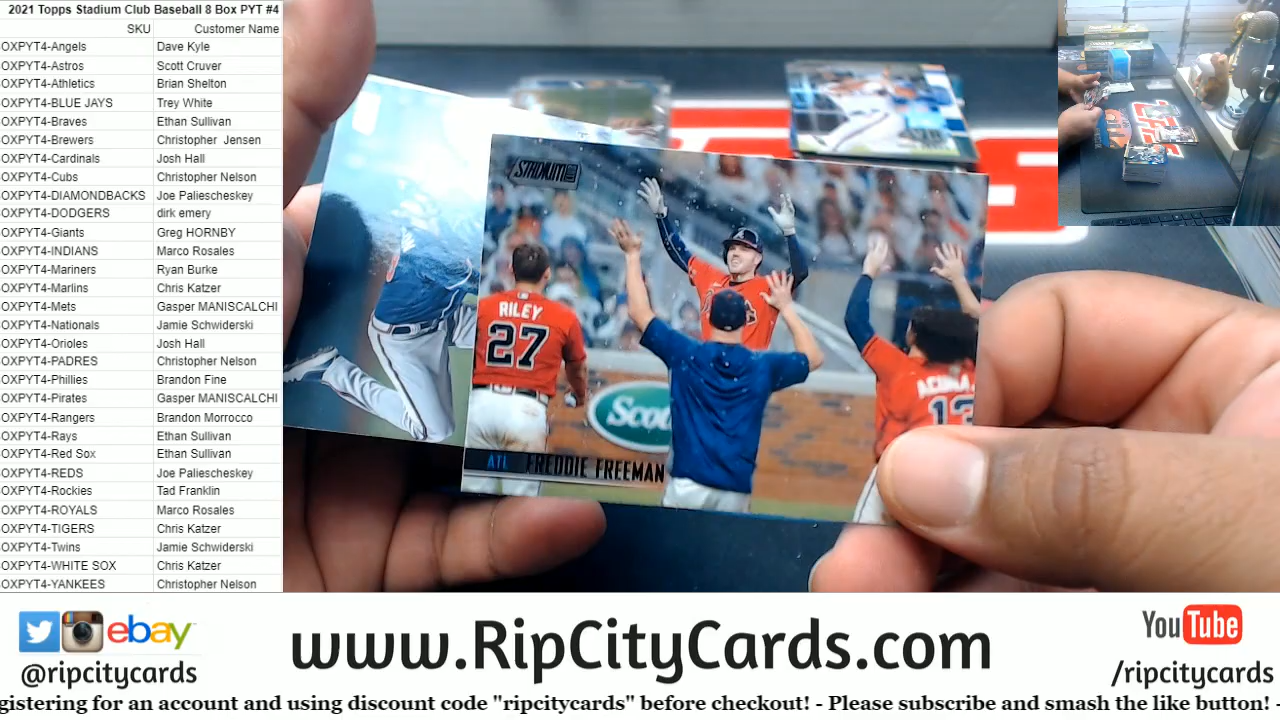 2021 Topps Stadium Club Baseball 8 Box PYT #4
SKU Customer Name
OXPYT4-Angels Dave Kyle
OXPYT4-Astros Scott Cruver
OXPYT4-Athletics Brian Shelton
OXPYT4-BLUE JAYS Trey White
OXPYT4-Braves Ethan Sullivan
OXPYT4-Brewers Christopher Jensen
OXPYT4-Cardinals Josh Hall
OXPYT4-Cubs Christopher Nelson
OXPYT4-DIAMONDBACKS Joe Paliescheskey
OXPYT4-DODGERS dirk emery
OXPYT4-Giants Greg HORNBY
OXPYT4-INDIANS Marco Rosales
OXPYT4-Mariners Ryan Burke
OXPYT4-Marlins Chris Katzer
OXPYT4-Mets Gasper MANISCALCHI
OXPYT4-Nationals Jamie Schwiderski
OXPYT4-Orioles Josh Hall
OXPYT4-PADRES Christopher Nelson
OXPYT4-Phillies Brandon Fine
OXPYT4-Pirates Gasper MANISCALCHI
OXPYT4-Rangers Brandon Morrocco
OXPYT4-Rays Ethan Sullivan
OXPYT4-Red Sox Ethan Sullivan
OXPYT4-REDS Joe Paliescheskey
OXPYT4-Rockies Tad Franklin
OXPYT4-ROYALS Marco Rosales
OXPYT4-TIGERS Chris Katzer
OXPYT4-Twins Jamie Schwiderski
OXPYT4-WHITE SOX Chris Katzer
OXPYT4-YANKEES Christopher Nelson
STADIUM CLUB
RILEY
27
ACUÑA
13
Sco
ATL FREDDIE FREEMAN
ebay
@ripcitycards
www.RipCityCards.com
YouTube
/ripcitycards
gistering for an account and using discount code "ripcitycards" before checkout! - Please subscribe and smash the like button! -